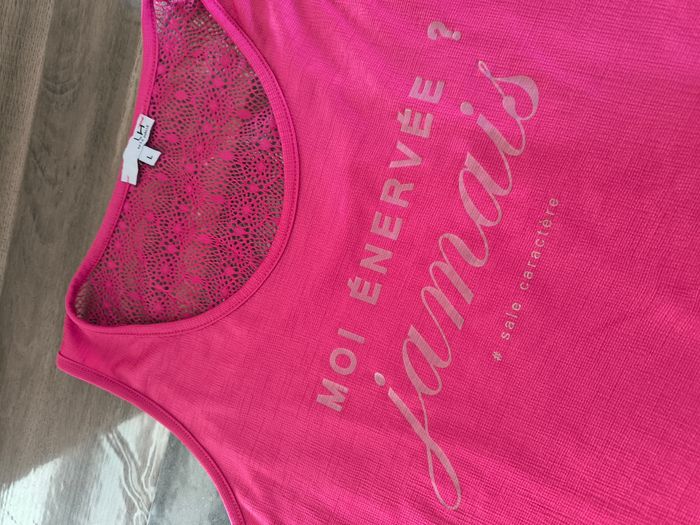 MOI ÉNERVÉE ?
jamais
# sale caractère
L